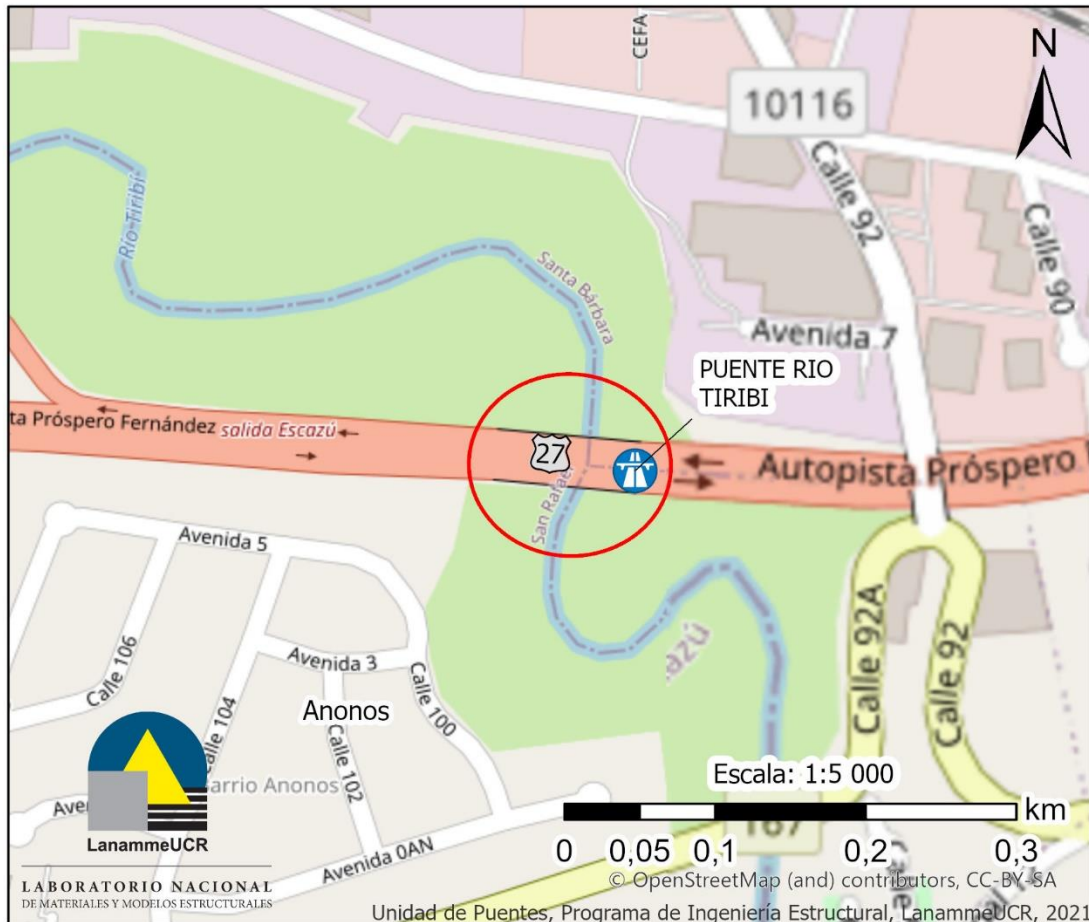 CEFA
N
10116
Calle 92
Calle 90
Río Tiribi
Santa Bárbara
Avenida 7
PUENTE RIO
TIRIBI
ta Próspero Fernández
salida Escazú
27
Autopista Próspero
San Rafael
Avenida 5
Calle 106
Avenida 3
Calle 104
Calle 100
Anonos
Calle 102
azú
Calle 92A
Calle 92
arrio Anonos
Escala: 1:5 000
km
0 0,05 0,1 0,2 0,3
167
LanammeUCR
Avenida 0AN
LABORATORIO NACIONAL
DE MATERIALES Y MODELOS ESTRUCTURALES
© OpenStreetMap (and) contributors, CC-BY-SA
Unidad de Puentes, Programa de Ingeniería Estructural, LanammeUCR, 202